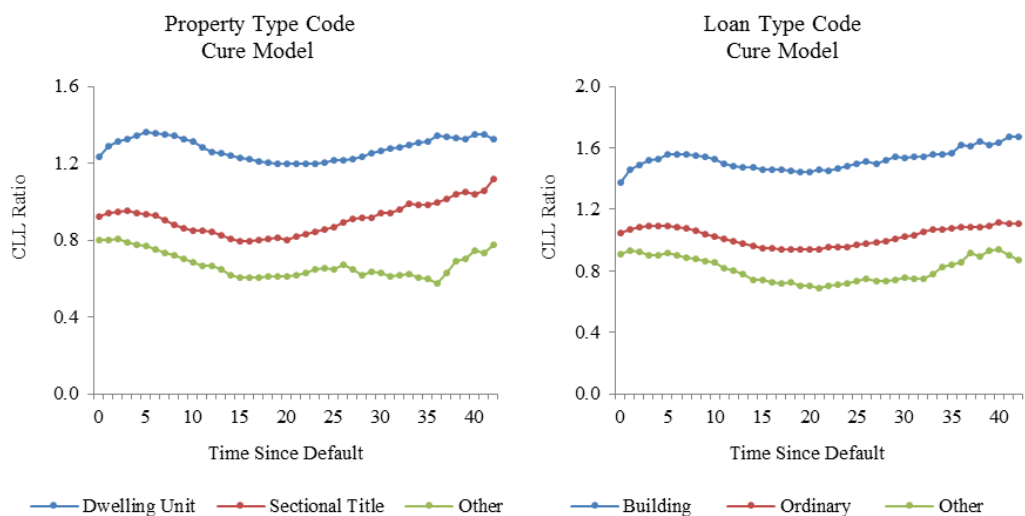 Property Type Code
Cure Model
CLL Ratio
1.6
1.2
0.8
0.4
0.0
0 5 10 15 20 25 30 35 40
Time Since Default
Dwelling Unit Sectional Title Other
Loan Type Code
Cure Model
CLL Ratio
2.0
1.6
1.2
0.8
0.4
0.0
0 5 10 15 20 25 30 35 40
Time Since Default
Building Ordinary Other